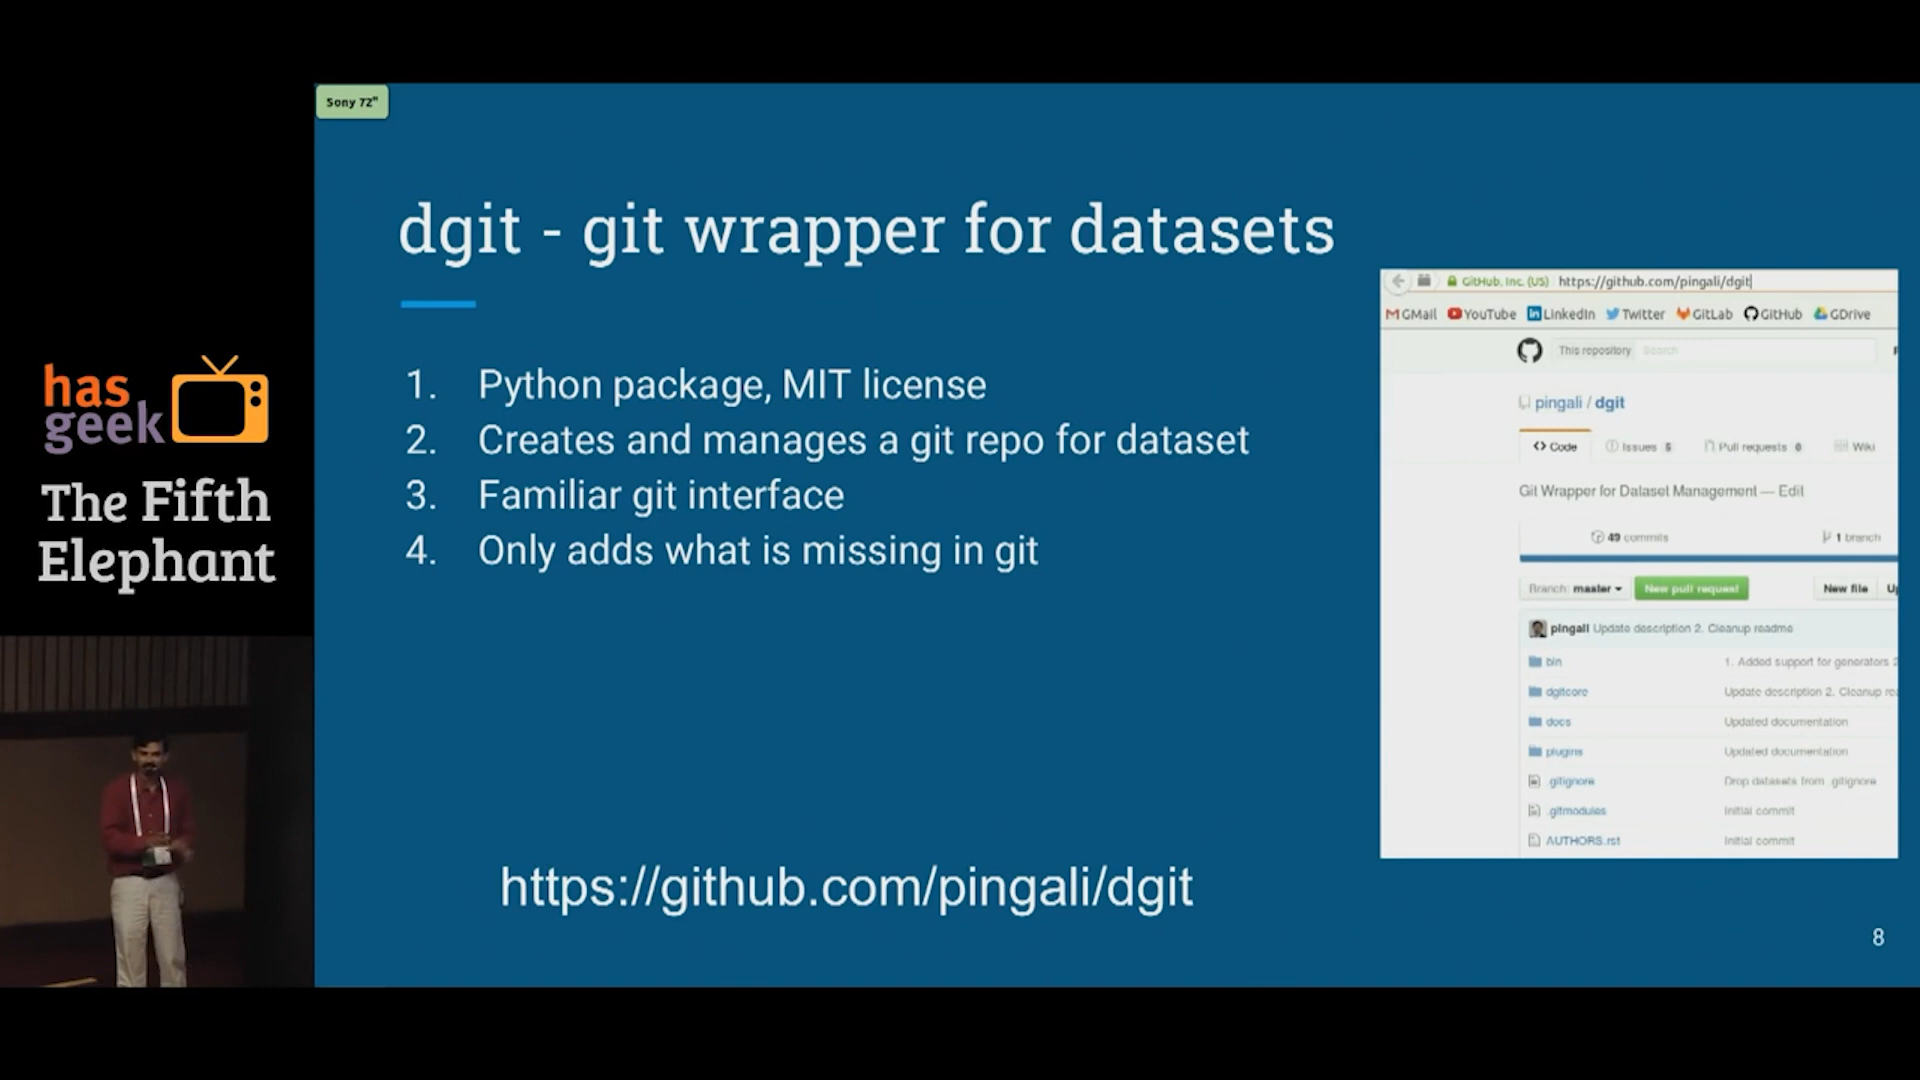 Sony 72"
dgit - git wrapper for datasets
1. Python package, MIT license
2. Creates and manages a git repo for dataset
3. Familiar git interface
4. Only adds what is missing in git
https://github.com/pingali/dgit
8
has
geek
The Fifth
Elephant
GitHub, Inc. (US) https://github.com/pingali/dgit
GMail YouTube LinkedIn Twitter GitLab GitHub GDrive
This repository Search
pingali / dgit
Code Issues 5 Pull requests 0 Wiki
Git Wrapper for Dataset Management — Edit
49 commits 1 branch
Branch: master New pull request New file
pingali Update description 2. Cleanup readme
bin 1. Added support for generators 2
dgitcore Update description 2. Cleanup
docs Updated documentation
plugins Updated documentation
.gitignore Drop datasets from .gitignore
.gitmodules Initial commit
AUTHORS.rst Initial commit